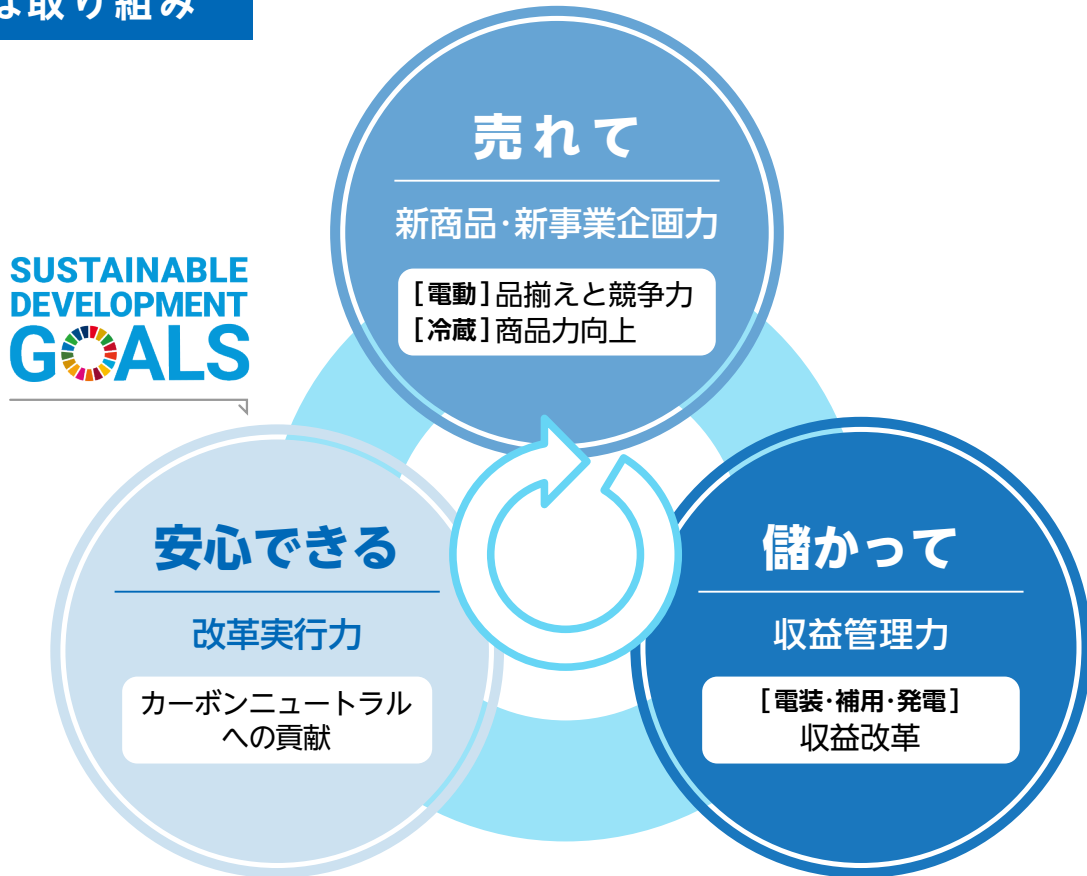 な取り組み
売れて
新商品・新事業企画力
[電動]品揃えと競争力
[冷蔵]商品力向上
SUSTAINABLE
DEVELOPMENT
GOALS
安心できる
改革実行力
カーボンニュートラル
への貢献
儲かって
収益管理力
[電装・補用・発電]
収益改革